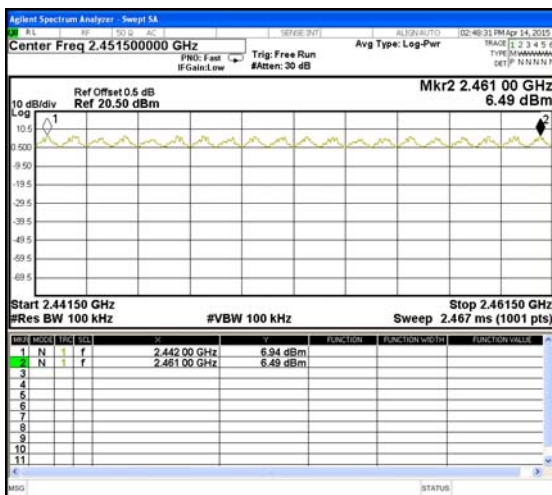 Agilent Spectrum Analyzer - Swept SA
RL RF 50 Ω AC SENSE:INT ALIGN AUTO 02:48:31 PM Apr 14, 2015
Center Freq 2.451500000 GHz
PNO: Fast
IFGain:Low
Trig: Free Run
#Atten: 30 dB
Avg Type: Log-Pwr
TRACE 1 2 3 4 5 6
TYPE MWWWWW
DET P N N N N N
Mkr2 2.461 00 GHz
6.49 dBm
Ref Offset 0.5 dB
Ref 20.50 dBm
10 dB/div
Log
1
2
10.5
0.500
-9.50
-19.5
-29.5
-39.5
-49.5
-59.5
-69.5
Start 2.44150 GHz
Stop 2.46150 GHz
#Res BW 100 kHz
#VBW 100 kHz
Sweep 2.467 ms (1001 pts)
MKR MODE TRC SCL X Y FUNCTION FUNCTION WIDTH FUNCTION VALUE
1 N 1 f 2.442 00 GHz 6.94 dBm
2 N 1 f 2.461 00 GHz 6.49 dBm
3
4
5
6
7
8
9
10
11
MSG
STATUS